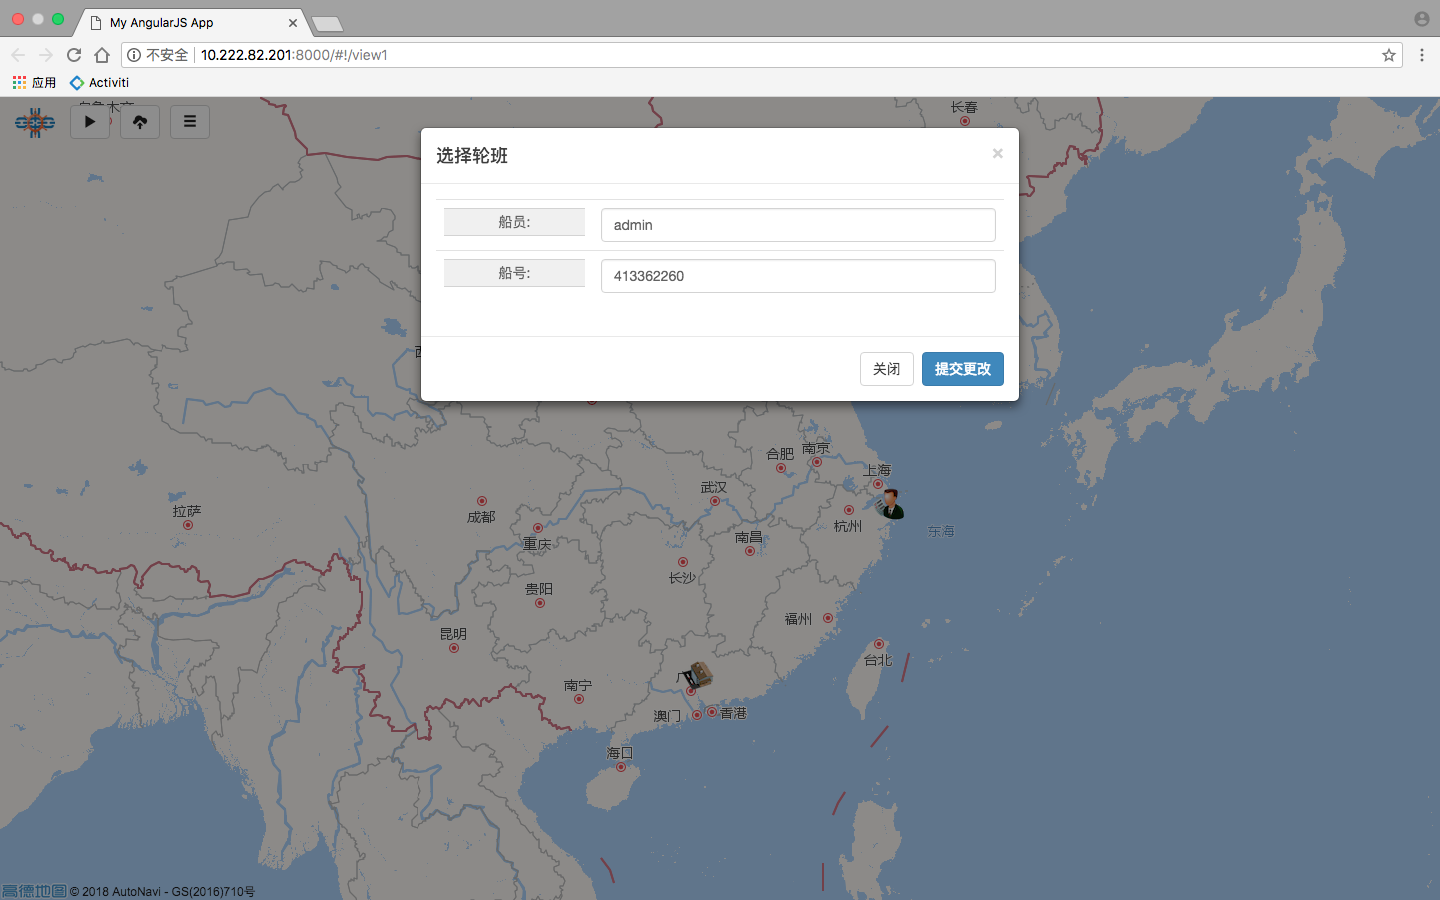 My AngularJS App
不安全 10.222.82.201:8000/#!/view1
应用 Activiti
长春
选择轮班
×
船员:
admin
船号:
413362260
关闭
提交更改
合肥
南京
上海
武汉
拉萨
成都
杭州
东海
重庆
南昌
长沙
贵阳
福州
昆明
台北
南宁
澳门
香港
海口
高德地图 © 2018 AutoNavi - GS(2016)710号